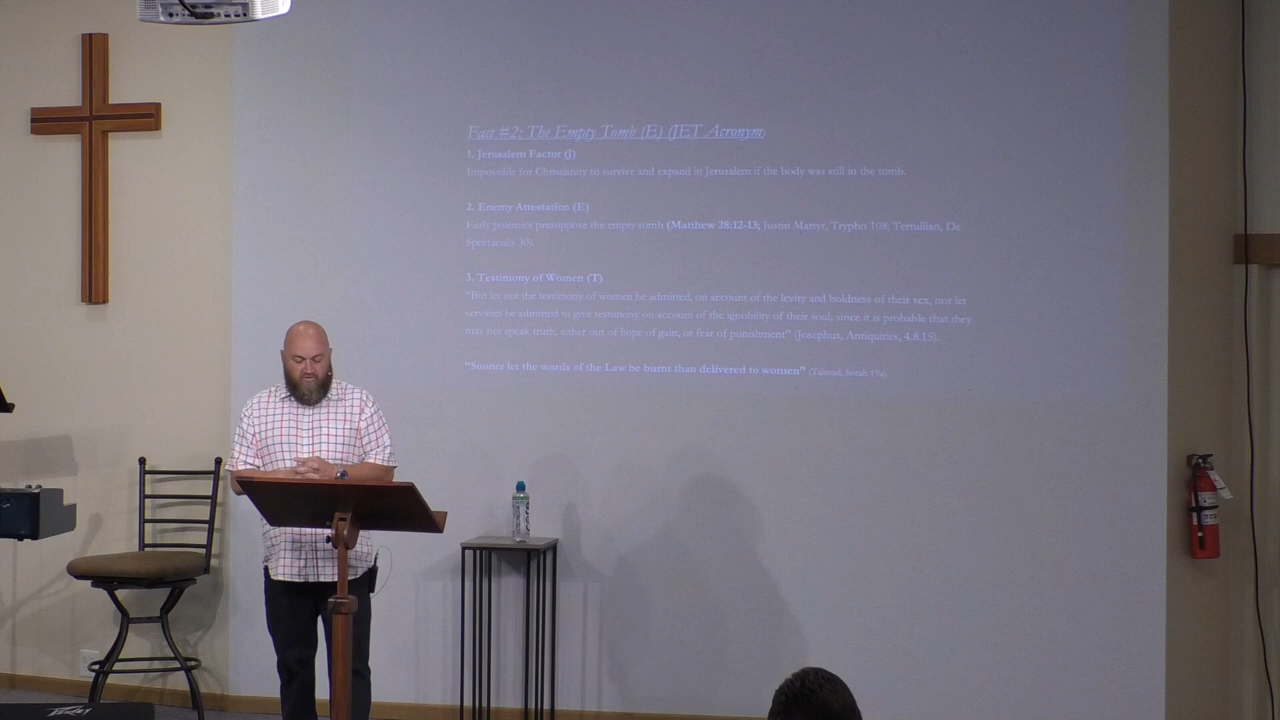 Fact #2: The Empty Tomb (E) (JET Acronym)
1. Jerusalem Factor (J)
Impossible for Christianity to survive and expand in Jerusalem if the body was still in the tomb.
2. Enemy Attestation (E)
Early polemics presuppose the empty tomb (Matthew 28:12-13; Justin Martyr, Trypho 108; Tertullian, De
Spectaculis 30).
3. Testimony of Women (T)
"But let not the testimony of women be admitted, on account of the levity and boldness of their sex, nor let
servants be admitted to give testimony on account of the ignobility of their soul; since it is probable that they
may not speak truth, either out of hope of gain, or fear of punishment" (Josephus, Antiquities, 4.8.15).
"Sooner let the words of the Law be burnt than delivered to women" (Talmud, Sotah 19a).
Peavey